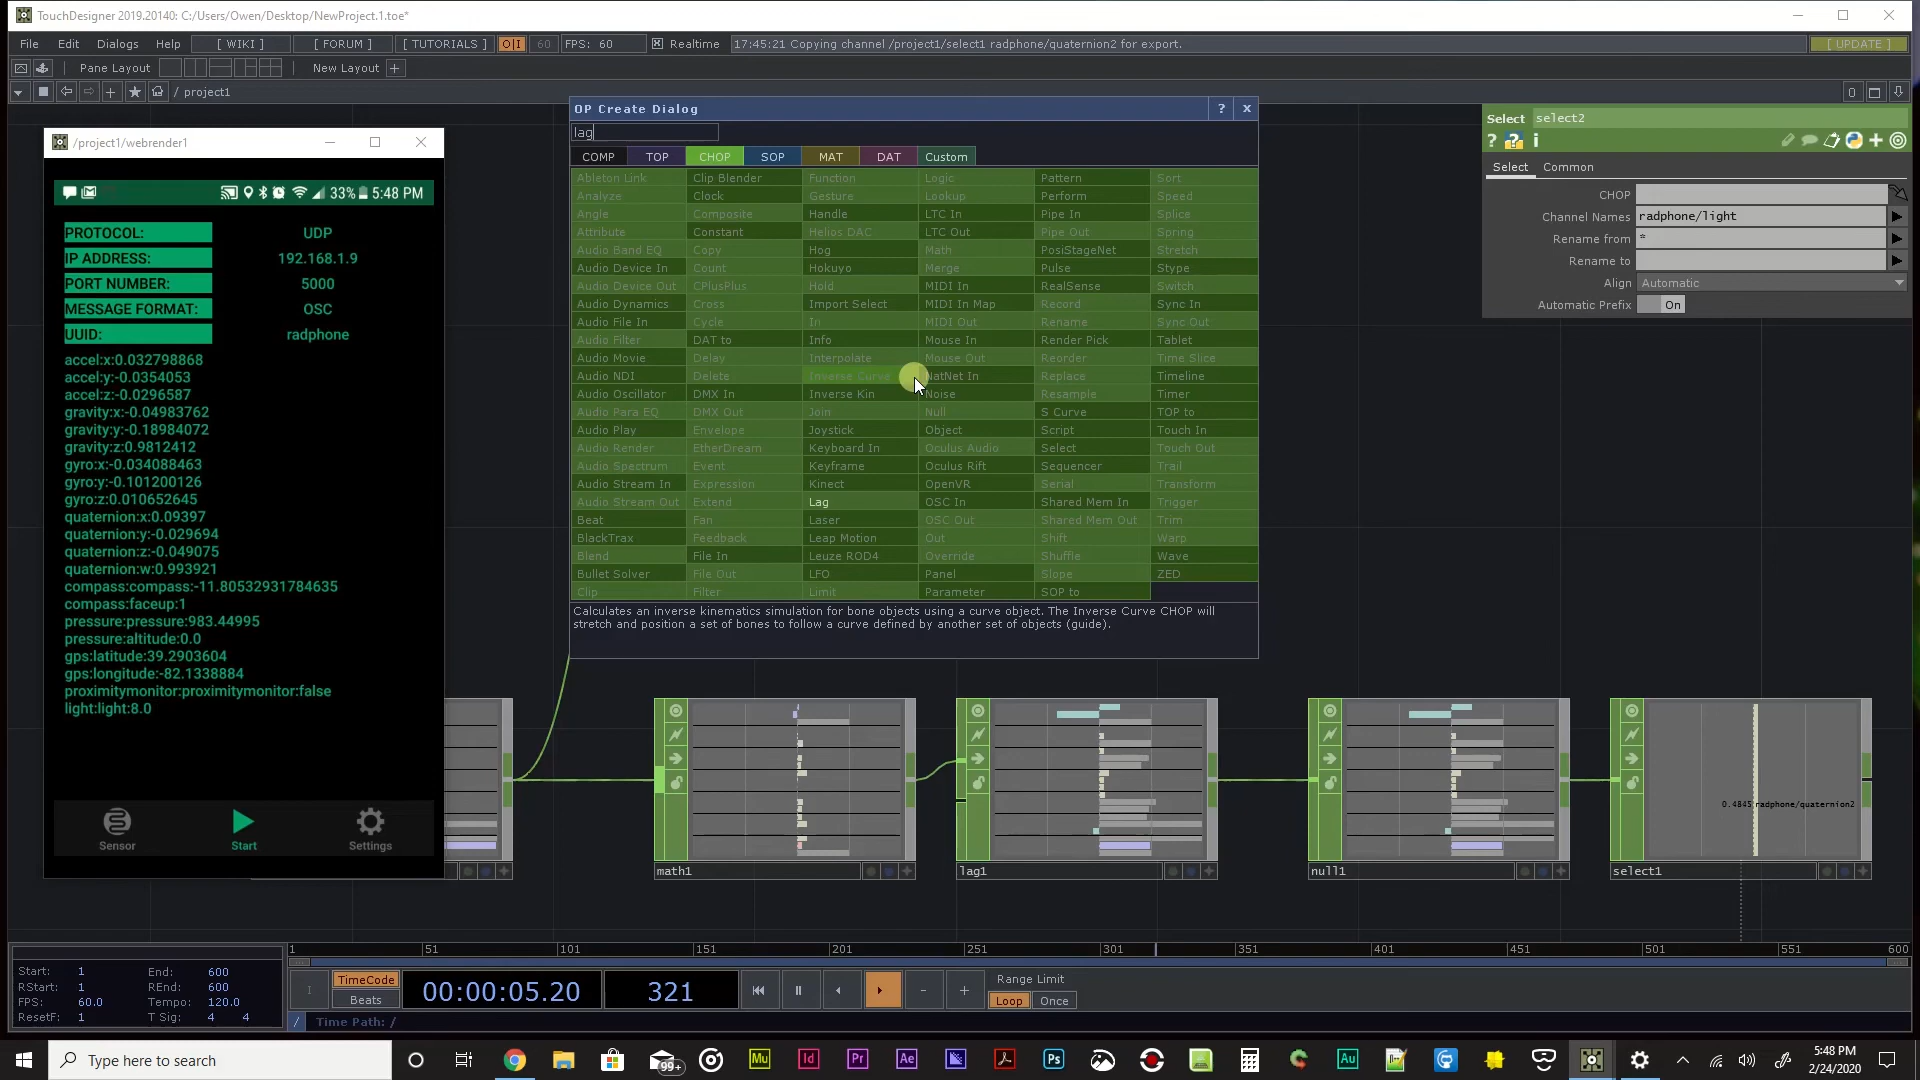 TouchDesigner 2019.20140: C:/Users/Owen/Desktop/NewProject.1.toe*
File Edit Dialogs Help [ WIKI ] [ FORUM ] [ TUTORIALS ] O|I 60 FPS: 60 Realtime 17:45:21 Copying channel /project1/select1 radphone/quaternion2 for export. [ UPDATE ]
Pane Layout New Layout +
/ project1 0
/project1/webrender1
33% 5:48 PM
PROTOCOL: UDP
IP ADDRESS: 192.168.1.9
PORT NUMBER: 5000
MESSAGE FORMAT: OSC
UUID: radphone
accel:x:0.032798868
accel:y:-0.0354053
accel:z:-0.0296587
gravity:x:-0.04983762
gravity:y:-0.18984072
gravity:z:0.9812412
gyro:x:-0.034088463
gyro:y:-0.101200126
gyro:z:0.010652645
quaternion:x:0.09397
quaternion:y:-0.029694
quaternion:z:-0.049075
quaternion:w:0.993921
compass:compass:-11.80532931784635
compass:faceup:1
pressure:pressure:983.44995
pressure:altitude:0.0
gps:latitude:39.2903604
gps:longitude:-82.1338884
proximitymonitor:proximitymonitor:false
light:light:8.0
Sensor Start Settings
OP Create Dialog ? x
lag
COMP TOP CHOP SOP MAT DAT Custom
Ableton Link Clip Blender Function Logic Pattern Sort
Analyze Clock Gesture Lookup Perform Speed
Angle Composite Handle LTC In Pipe In Splice
Attribute Constant Helios DAC LTC Out Pipe Out Spring
Audio Band EQ Copy Hog Math PosiStageNet Stretch
Audio Device In Count Hokuyo Merge Pulse Stype
Audio Device Out CPlusPlus Hold MIDI In RealSense Switch
Audio Dynamics Cross Import Select MIDI In Map Record Sync In
Audio File In Cycle In MIDI Out Rename Sync Out
Audio Filter DAT to Info Mouse In Render Pick Tablet
Audio Movie Delay Interpolate Mouse Out Reorder Time Slice
Audio NDI Delete Inverse Curve NatNet In Replace Timeline
Audio Oscillator DMX In Inverse Kin Noise Resample Timer
Audio Para EQ DMX Out Join Null S Curve TOP to
Audio Play Envelope Joystick Object Script Touch In
Audio Render EtherDream Keyboard In Oculus Audio Select Touch Out
Audio Spectrum Event Keyframe Oculus Rift Sequencer Trail
Audio Stream In Expression Kinect OpenVR Serial Transform
Audio Stream Out Extend Lag OSC In Shared Mem In Trigger
Beat Fan Laser OSC Out Shared Mem Out Trim
BlackTrax Feedback Leap Motion Out Shift Warp
Blend File In Leuze ROD4 Override Shuffle Wave
Bullet Solver File Out LFO Panel Slope ZED
Clip Filter Limit Parameter SOP to
Calculates an inverse kinematics simulation for bone objects using a curve object. The Inverse Curve CHOP will
stretch and position a set of bones to follow a curve defined by another set of objects (guide).
Select select2
? ? i
Select Common
CHOP
Channel Names radphone/light
Rename from *
Rename to
Align Automatic
Automatic Prefix On
0.4845 radphone/quaternion2
math1 lag1 null1 select1
1 51 101 151 201 251 301 351 401 451 501 551 600
Start: 1 End: 600
RStart: 1 REnd: 600
FPS: 60.0 Tempo: 120.0
ResetF: 1 T Sig: 4 4
TimeCode
Beats
00:00:05.20 321
Range Limit
Loop Once
/ Time Path: /
Type here to search
99+ Mu Id Pr Ae Ps Au
5:48 PM
2/24/2020